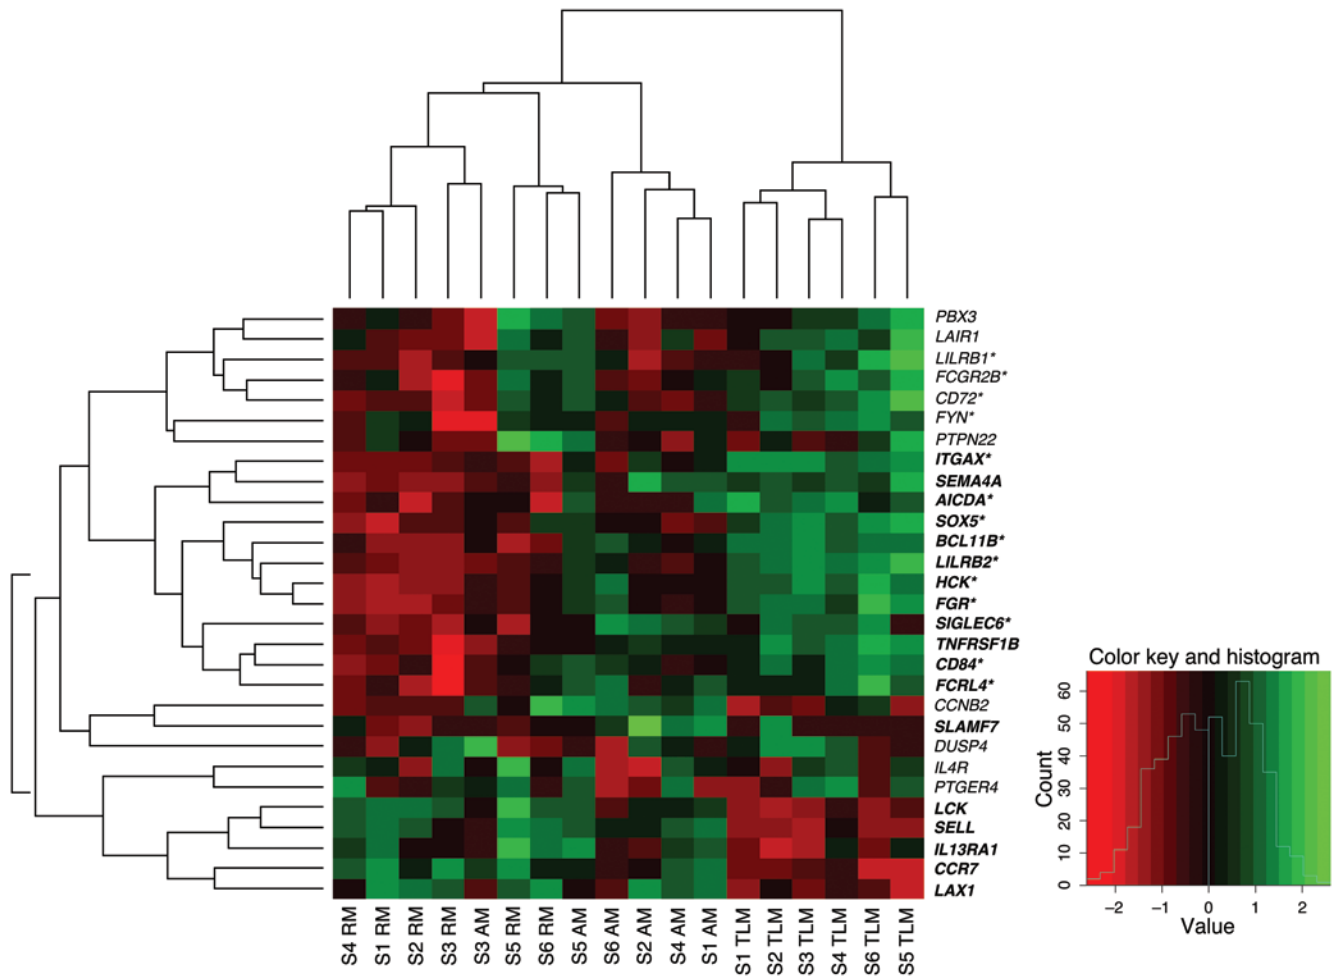 PBX3
LAIR1
LILRB1*
FCGR2B*
CD72*
FYN*
PTPN22
ITGAX*
SEMA4A
AICDA*
SOX5*
BCL11B*
LILRB2*
HCK*
FGR*
SIGLEC6*
TNFRSF1B
CD84*
FCRL4*
CCNB2
SLAMF7
DUSP4
IL4R
PTGER4
LCK
SELL
IL13RA1
CCR7
LAX1
S4 RM
S1 RM
S2 RM
S3 RM
S3 AM
S5 RM
S6 RM
S5 AM
S6 AM
S2 AM
S4 AM
S1 AM
S1 TLM
S2 TLM
S3 TLM
S4 TLM
S6 TLM
S5 TLM
Color key and histogram
Count
60
50
40
30
20
10
0
−2 −1 0 1 2
Value